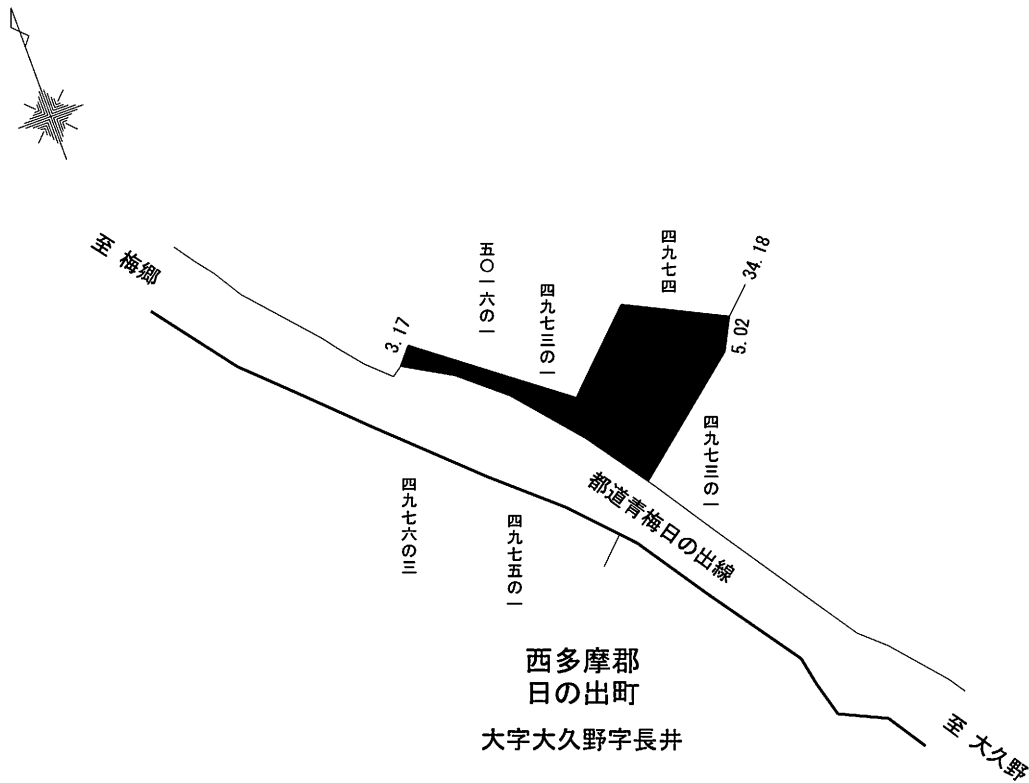 至 梅郷
五〇一六の一
四九七三の一
四九七四
34.18
3.17
5.02
四九七三の一
都道青梅日の出線
四九七六の三
四九七五の一
西多摩郡
日の出町
大字大久野字長井
至 大久野